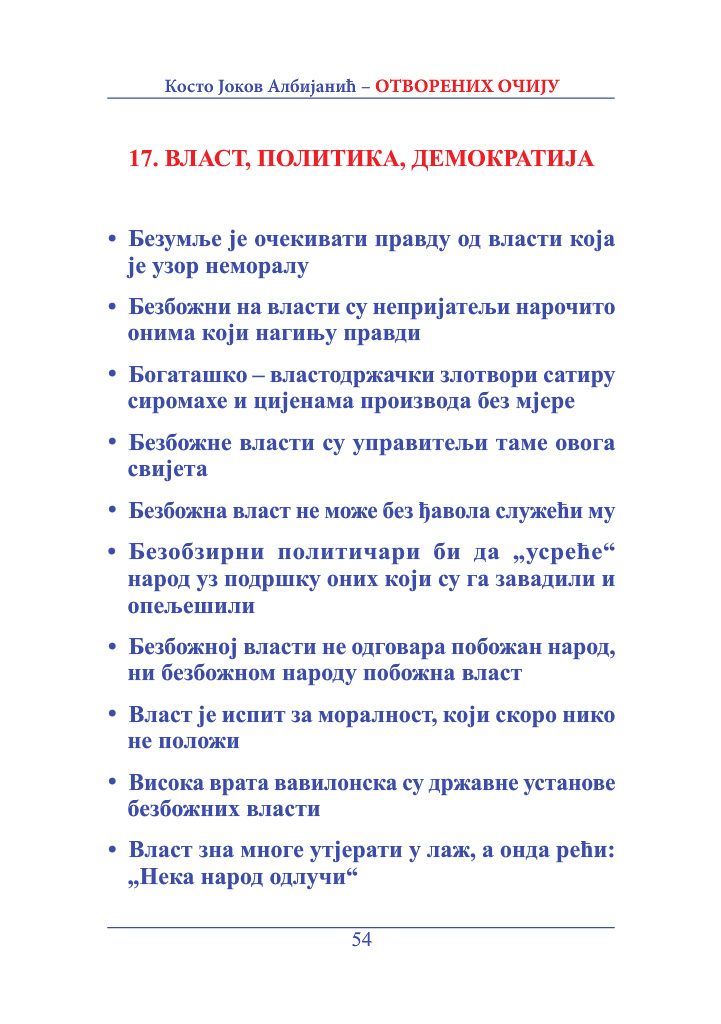 Косто Јоков Албијанић – ОТВОРЕНИХ ОЧИЈУ
17. ВЛАСТ, ПОЛИТИКА, ДЕМОКРАТИЈА
• Безумље је очекивати правду од власти која
је узор неморалу
• Безбожни на власти су непријатељи нарочито
онима који нагињу правди
• Богаташко – властодржачки злотвори сатиру
сиромахе и цијенама производа без мјере
• Безбожне власти су управитељи таме овога
свијета
• Безбожна власт не може без ђавола служећи му
• Безобзирни политичари би да „усреће“
народ уз подршку оних који су га завадили и
опељешили
• Безбожној власти не одговара побожан народ,
ни безбожном народу побожна власт
• Власт је испит за моралност, који скоро нико
не положи
• Висока врата вавилонска су државне установе
безбожних власти
• Власт зна многе утјерати у лаж, а онда рећи:
„Нека народ одлучи“
54